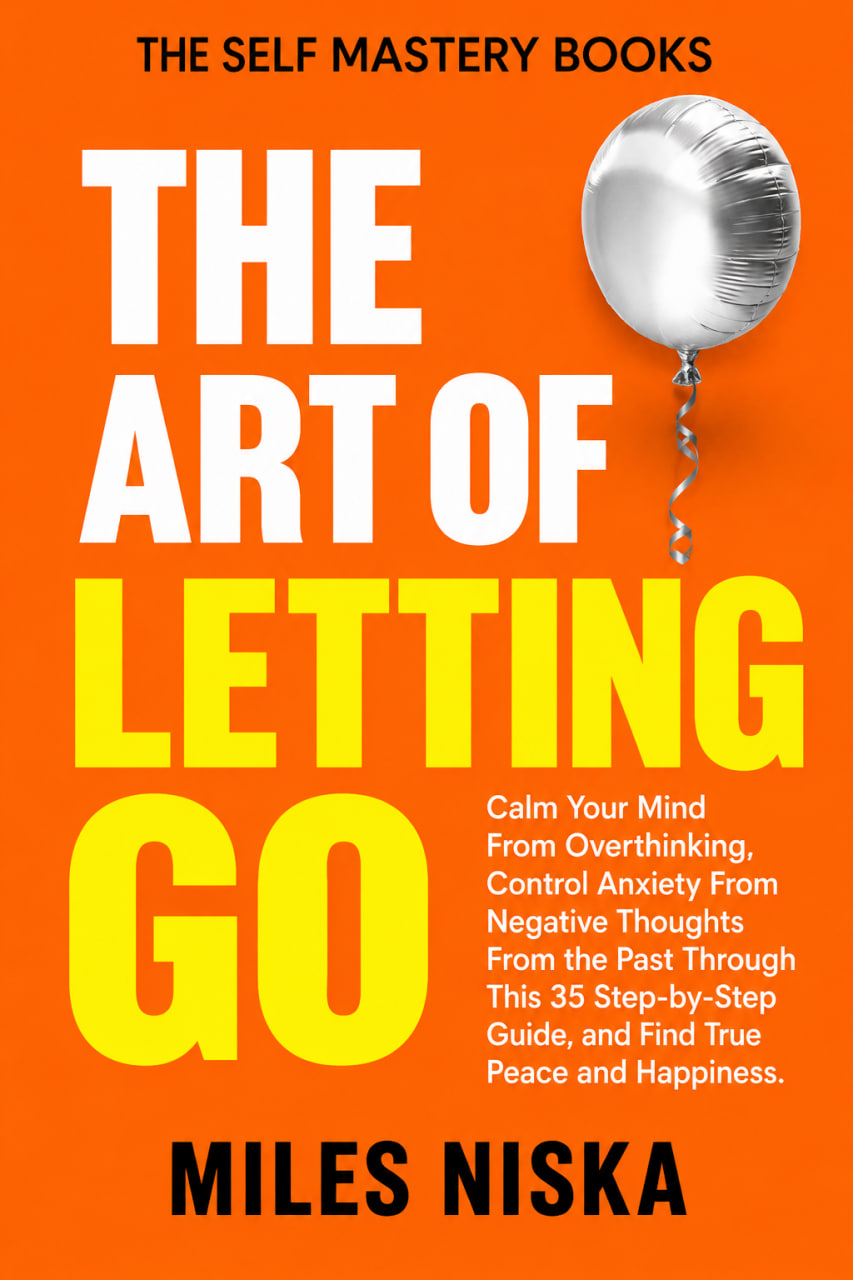 THE SELF MASTERY BOOKS
THE
ART OF
LETTING
GO
Calm Your Mind
From Overthinking,
Control Anxiety From
Negative Thoughts
From the Past Through
This 35 Step-by-Step
Guide, and Find True
Peace and Happiness.
MILES NISKA